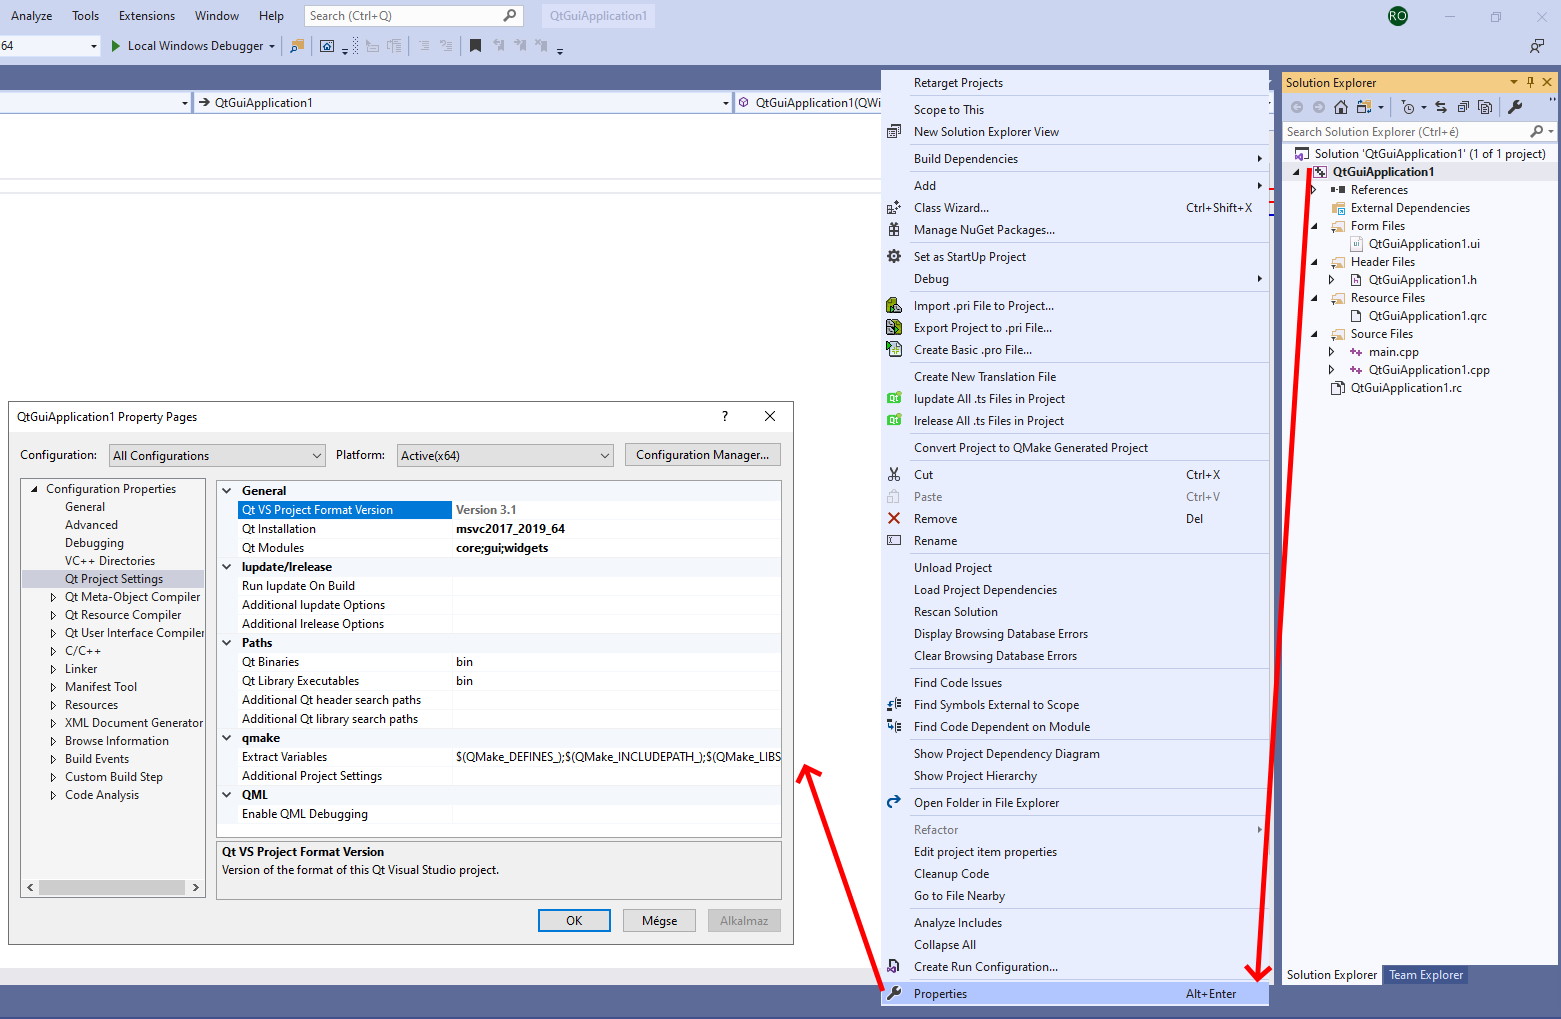 Analyze Tools Extensions Window Help Search (Ctrl+Q) QtGuiApplication1 RO
64 Local Windows Debugger
QtGuiApplication1 QtGuiApplication1(QWi
Retarget Projects
Scope to This
New Solution Explorer View
Build Dependencies
Add
Class Wizard... Ctrl+Shift+X
Manage NuGet Packages...
Set as StartUp Project
Debug
Import .pri File to Project...
Export Project to .pri File...
Create Basic .pro File...
Create New Translation File
lupdate All .ts Files in Project
lrelease All .ts Files in Project
Convert Project to QMake Generated Project
Cut Ctrl+X
Paste Ctrl+V
Remove Del
Rename
Unload Project
Load Project Dependencies
Rescan Solution
Display Browsing Database Errors
Clear Browsing Database Errors
Find Code Issues
Find Symbols External to Scope
Find Code Dependent on Module
Show Project Dependency Diagram
Show Project Hierarchy
Open Folder in File Explorer
Refactor
Edit project item properties
Cleanup Code
Go to File Nearby
Analyze Includes
Collapse All
Create Run Configuration...
Properties Alt+Enter
Solution Explorer
Search Solution Explorer (Ctrl+é)
Solution 'QtGuiApplication1' (1 of 1 project)
QtGuiApplication1
References
External Dependencies
Form Files
QtGuiApplication1.ui
Header Files
QtGuiApplication1.h
Resource Files
QtGuiApplication1.qrc
Source Files
main.cpp
QtGuiApplication1.cpp
QtGuiApplication1.rc
Solution Explorer Team Explorer
QtGuiApplication1 Property Pages ?
Configuration: All Configurations Platform: Active(x64) Configuration Manager...
Configuration Properties
General
Advanced
Debugging
VC++ Directories
Qt Project Settings
Qt Meta-Object Compiler
Qt Resource Compiler
Qt User Interface Compiler
C/C++
Linker
Manifest Tool
Resources
XML Document Generator
Browse Information
Build Events
Custom Build Step
Code Analysis
General
Qt VS Project Format Version Version 3.1
Qt Installation msvc2017_2019_64
Qt Modules core;gui;widgets
lupdate/lrelease
Run lupdate On Build
Additional lupdate Options
Additional lrelease Options
Paths
Qt Binaries bin
Qt Library Executables bin
Additional Qt header search paths
Additional Qt library search paths
qmake
Extract Variables $(QMake_DEFINES_);$(QMake_INCLUDEPATH_);$(QMake_LIBS
Additional Project Settings
QML
Enable QML Debugging
Qt VS Project Format Version
Version of the format of this Qt Visual Studio project.
OK Mégse Alkalmaz